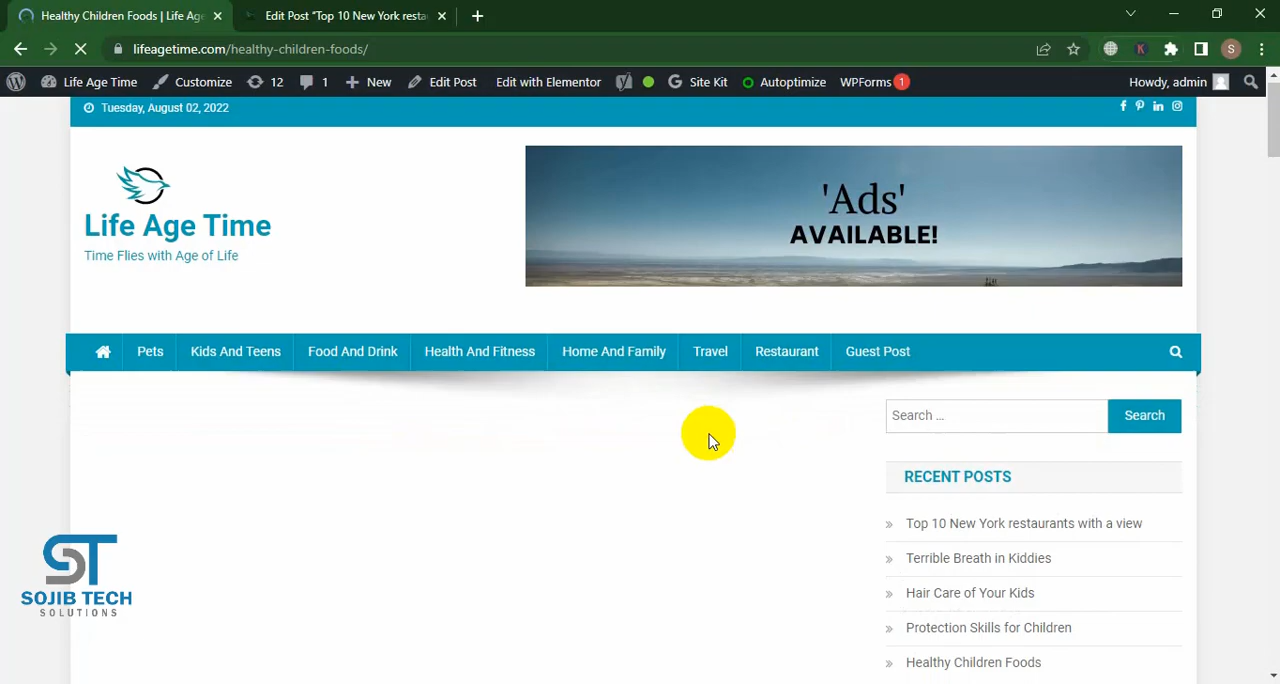 Healthy Children Foods | Life Ag
Edit Post “Top 10 New York resta
lifeagetime.com/healthy-children-foods/
S
Life Age Time
Customize
12
1
New
Edit Post
Edit with Elementor
Site Kit
Autoptimize
WPForms 1
Howdy, admin
Tuesday, August 02, 2022
'Ads'
AVAILABLE!
Life Age Time
Time Flies with Age of Life
Pets
Kids And Teens
Food And Drink
Health And Fitness
Home And Family
Travel
Restaurant
Guest Post
Search …
Search
RECENT POSTS
Top 10 New York restaurants with a view
Terrible Breath in Kiddies
Hair Care of Your Kids
Protection Skills for Children
Healthy Children Foods
ST
SOJIB TECH
SOLUTIONS